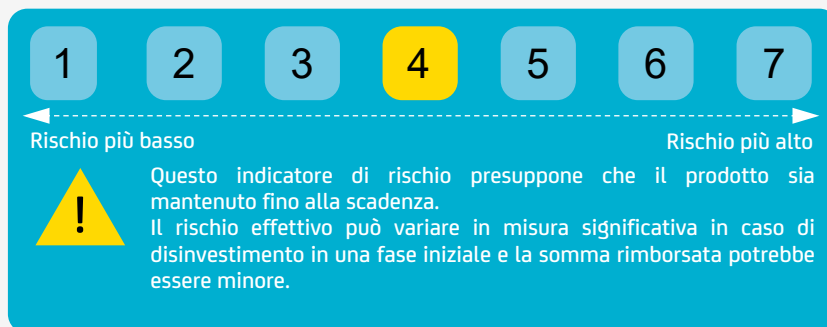 1 2 3 4 5 6 7
Rischio più basso Rischio più alto
! Questo indicatore di rischio presuppone che il prodotto sia
mantenuto fino alla scadenza.
Il rischio effettivo può variare in misura significativa in caso di
disinvestimento in una fase iniziale e la somma rimborsata potrebbe
essere minore.